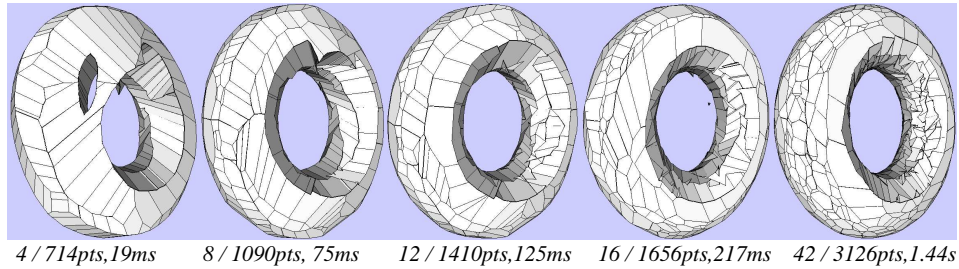 4 / 714pts,19ms 8 / 1090pts, 75ms 12 / 1410pts,125ms 16 / 1656pts,217ms 42 / 3126pts,1.44s